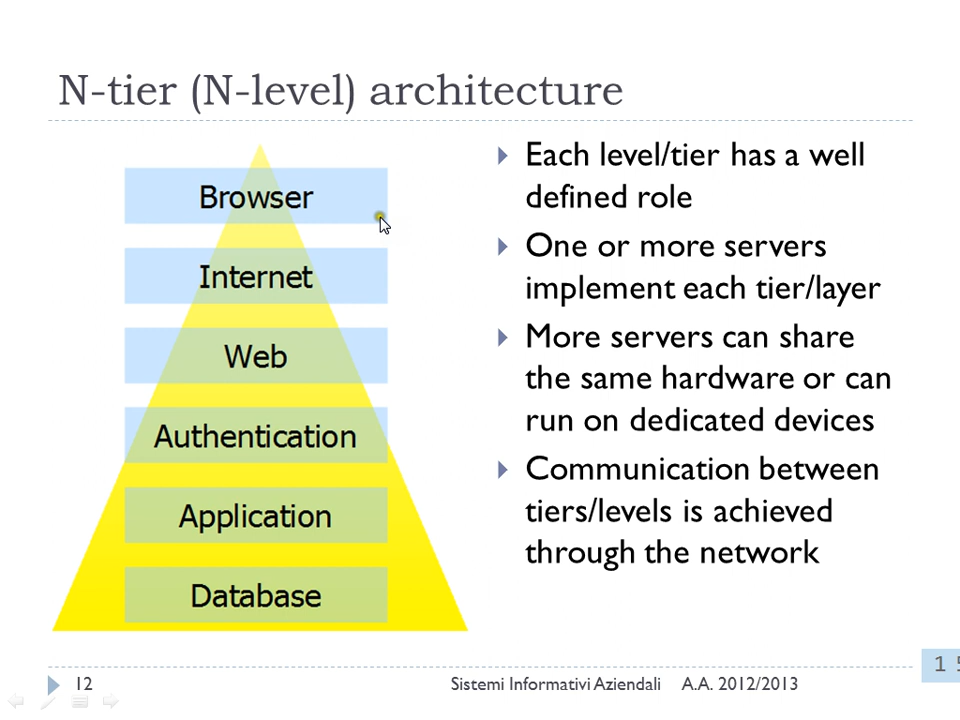 N-tier (N-level) architecture
Browser
Internet
Web
Authentication
Application
Database
Each level/tier has a well
defined role
One or more servers
implement each tier/layer
More servers can share
the same hardware or can
run on dedicated devices
Communication between
tiers/levels is achieved
through the network
12
Sistemi Informativi Aziendali A.A. 2012/2013